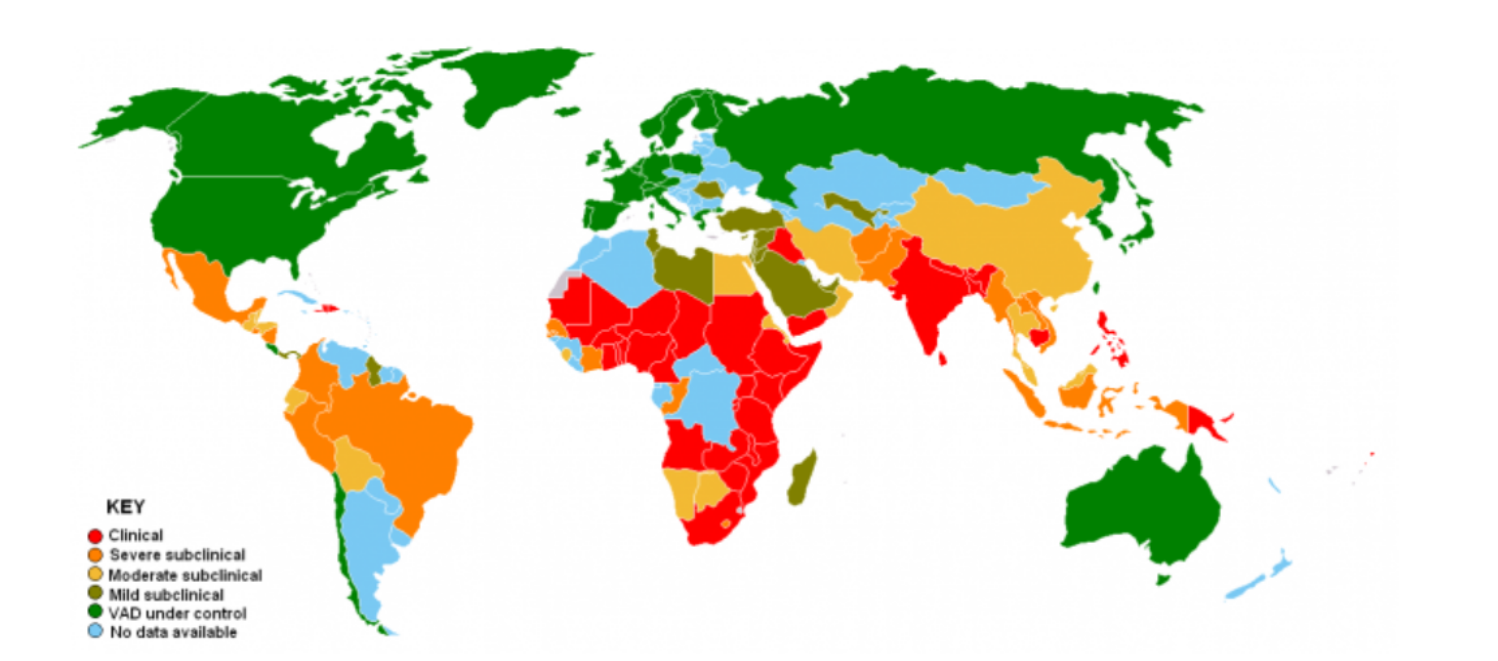 KEY
Clinical
Severe subclinical
Moderate subclinical
Mild subclinical
VAD under control
No data available